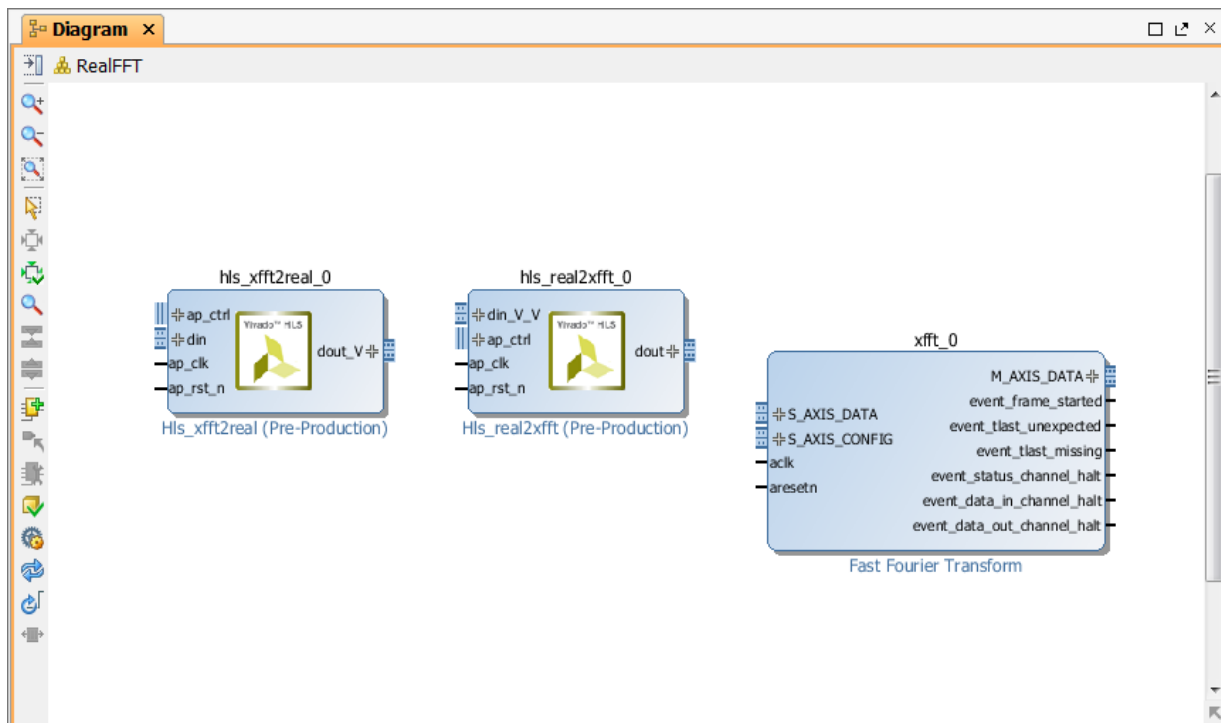 Diagram
RealFFT
hls_xfft2real_0
ap_ctrl
din
ap_clk
ap_rst_n
Vivado™ HLS
dout_V
Hls_xfft2real (Pre-Production)
hls_real2xfft_0
din_V_V
ap_ctrl
ap_clk
ap_rst_n
Vivado™ HLS
dout
Hls_real2xfft (Pre-Production)
xfft_0
S_AXIS_DATA
S_AXIS_CONFIG
aclk
aresetn
M_AXIS_DATA
event_frame_started
event_tlast_unexpected
event_tlast_missing
event_status_channel_halt
event_data_in_channel_halt
event_data_out_channel_halt
Fast Fourier Transform